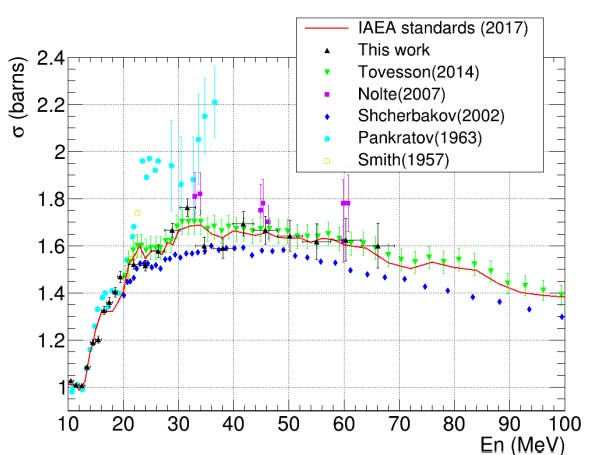 IAEA standards (2017)
This work
Tovesson(2014)
Nolte(2007)
Shcherbakov(2002)
Pankratov(1963)
Smith(1957)
σ (barns)
2.4
2.2
2
1.8
1.6
1.4
1.2
1
10 20 30 40 50 60 70 80 90 100
En (MeV)